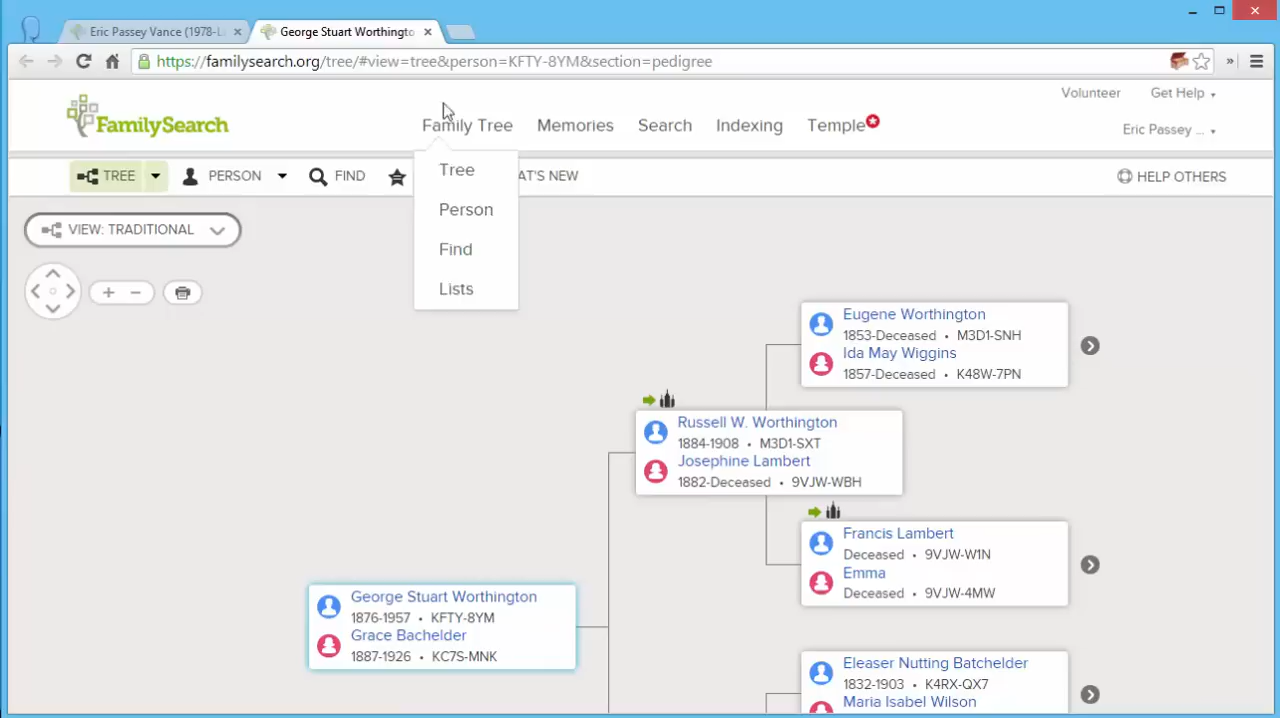 Eric Passey Vance (1978-L
George Stuart Worthingto
https://familysearch.org/tree/#view=tree&person=KFTY-8YM&section=pedigree
Volunteer
Get Help
FamilySearch
Family Tree
Memories
Search
Indexing
Temple
Eric Passey ...
TREE
PERSON
FIND
AT'S NEW
HELP OTHERS
Tree
Person
Find
Lists
VIEW: TRADITIONAL
Eugene Worthington
1853-Deceased • M3D1-SNH
Ida May Wiggins
1857-Deceased • K48W-7PN
Russell W. Worthington
1884-1908 • M3D1-SXT
Josephine Lambert
1882-Deceased • 9VJW-WBH
Francis Lambert
Deceased • 9VJW-W1N
Emma
Deceased • 9VJW-4MW
George Stuart Worthington
1876-1957 • KFTY-8YM
Grace Bachelder
1887-1926 • KC7S-MNK
Eleaser Nutting Batchelder
1832-1903 • K4RX-QX7
Maria Isabel Wilson